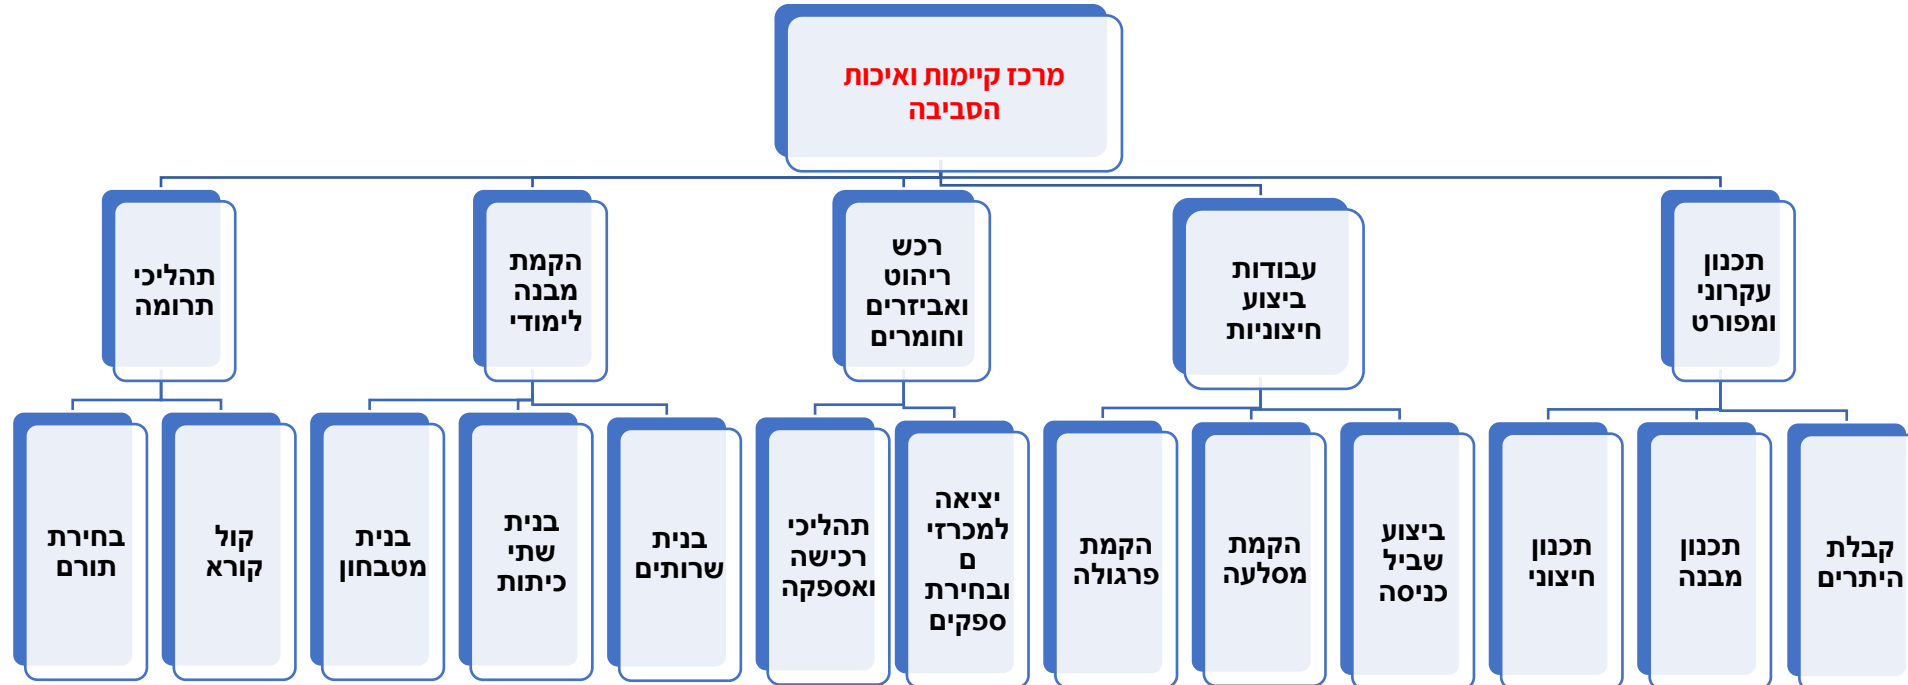 מרכז קיימות ואיכות
הסביבה
תכנון
עקרוני
ומפורט
עבודות
ביצוע
חיצוניות
רכש
ריהוט
ואביזרים
וחומרים
הקמת
מבנה
לימודי
תהליכי
תרומה
קבלת
היתרים
תכנון
מבנה
תכנון
חיצוני
ביצוע
שביל
כניסה
הקמת
מסלעה
הקמת
פרגולה
יציאה
למכרזי
ם
ובחירת
ספקים
תהליכי
רכישה
ואספקה
בנית
שרותים
בנית
שתי
כיתות
בנית
מטבחון
קול
קורא
בחירת
תורם